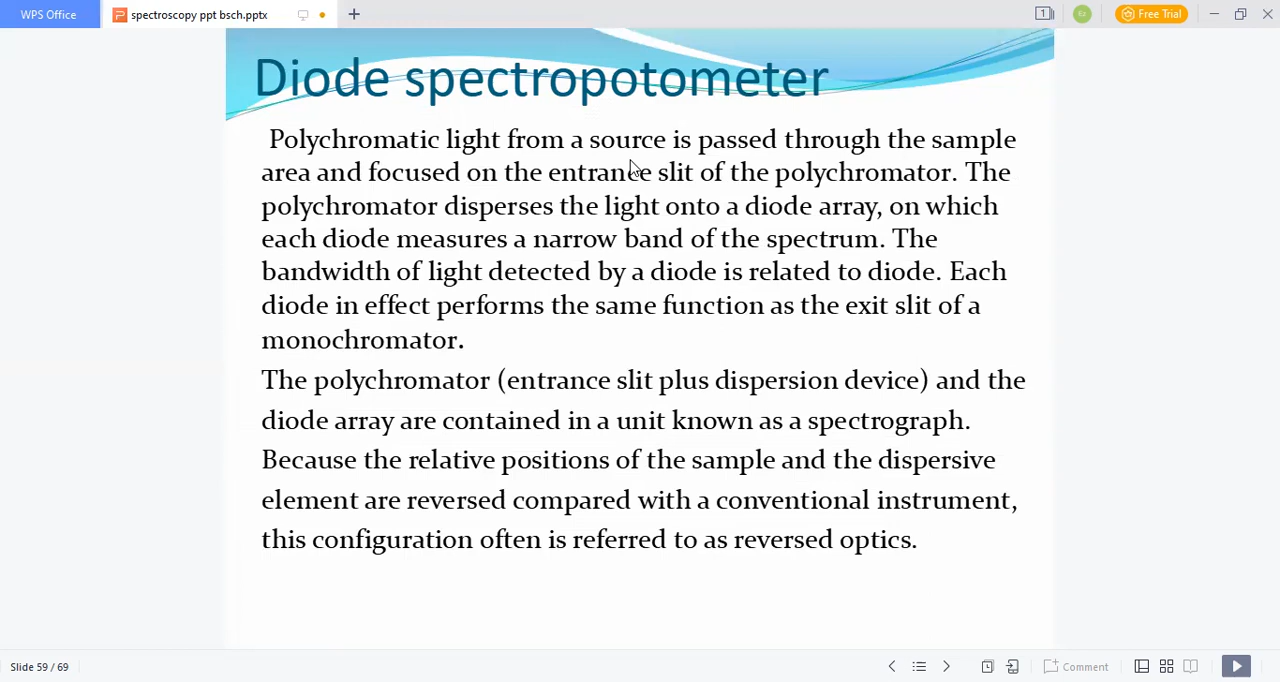 WPS Office
spectroscopy ppt bsch.pptx
1
Free Trial
Diode spectropotometer
Polychromatic light from a source is passed through the sample
area and focused on the entrance slit of the polychromator. The
polychromator disperses the light onto a diode array, on which
each diode measures a narrow band of the spectrum. The
bandwidth of light detected by a diode is related to diode. Each
diode in effect performs the same function as the exit slit of a
monochromator.
The polychromator (entrance slit plus dispersion device) and the
diode array are contained in a unit known as a spectrograph.
Because the relative positions of the sample and the dispersive
element are reversed compared with a conventional instrument,
this configuration often is referred to as reversed optics.
Slide 59 / 69
Comment